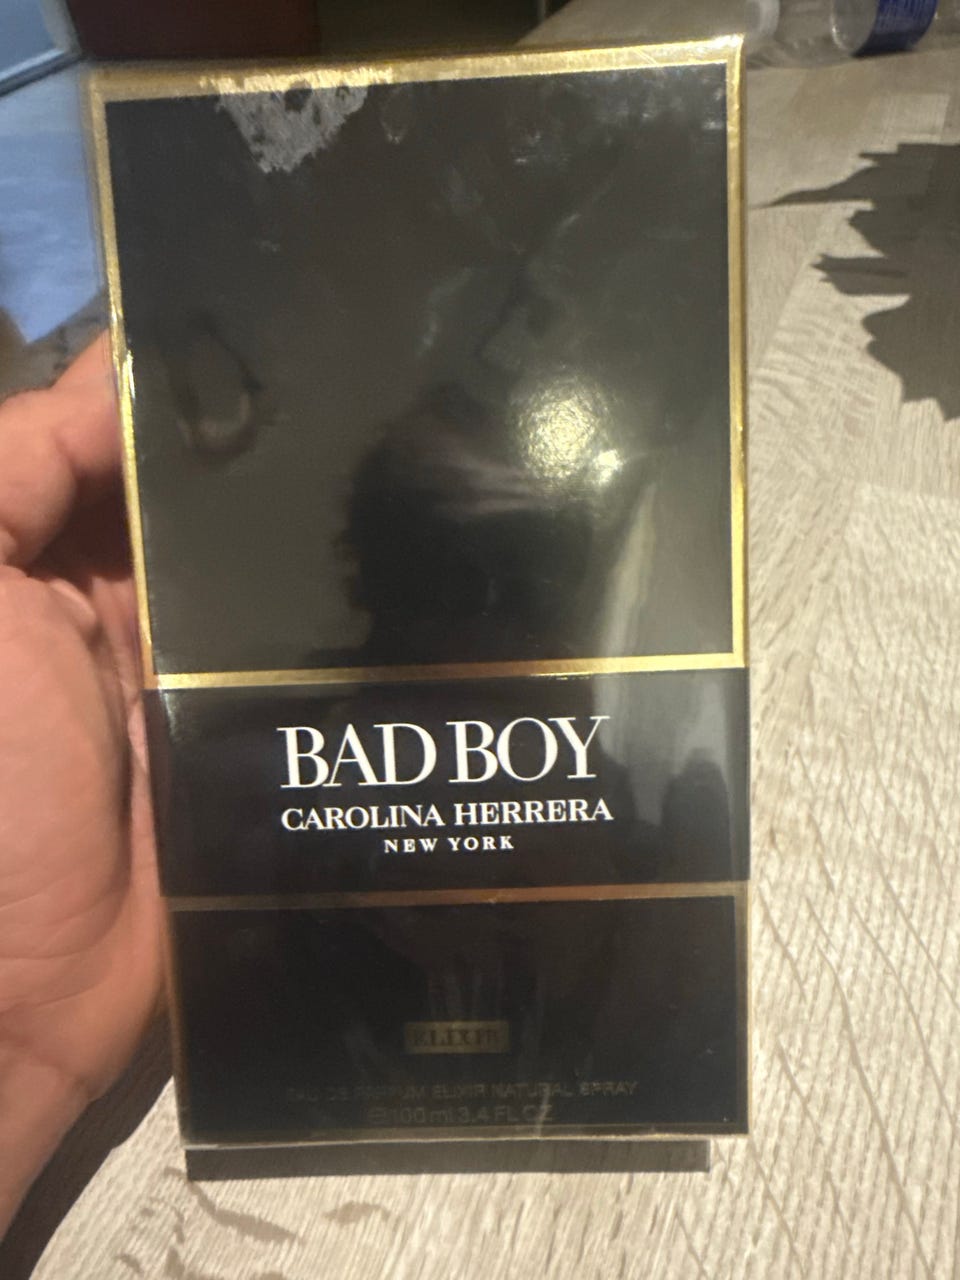 BAD BOY
CAROLINA HERRERA
NEW YORK
ELIXIR
EAU DE PARFUM ELIXIR NATURAL SPRAY
℮100 ml 3.4 FL OZ